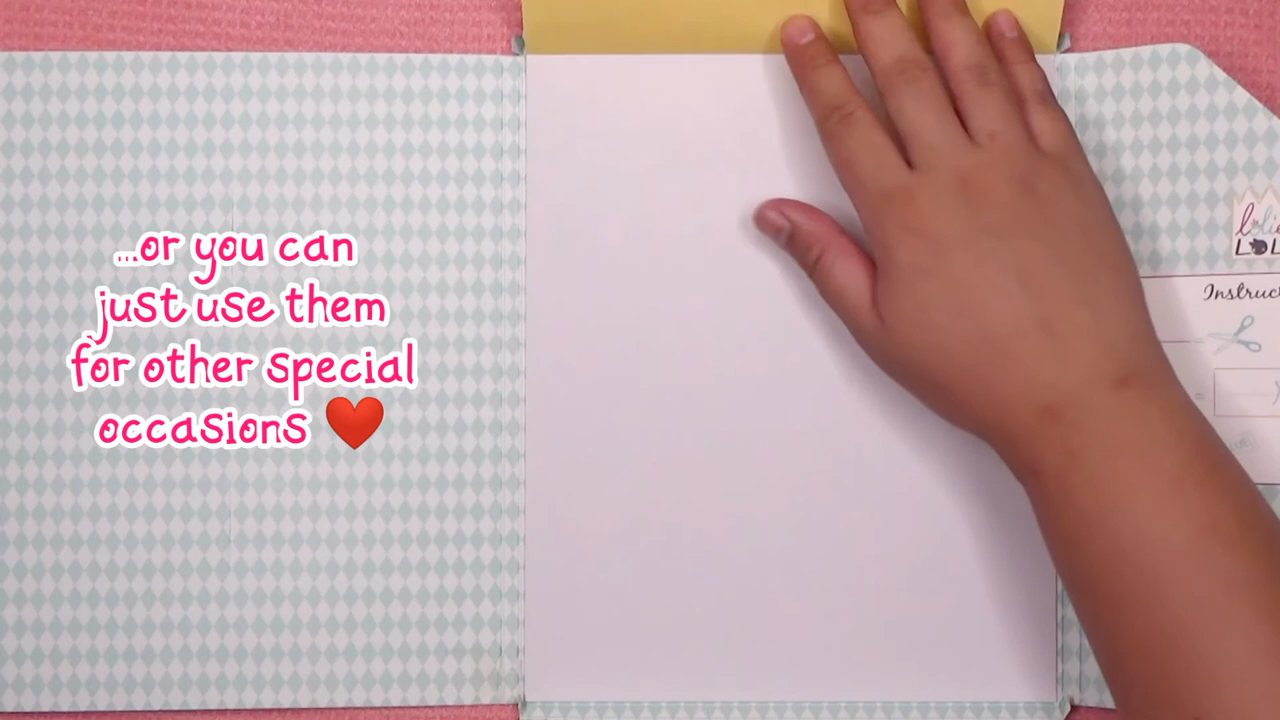 ...or you can
just use them
for other special
occasions ❤️